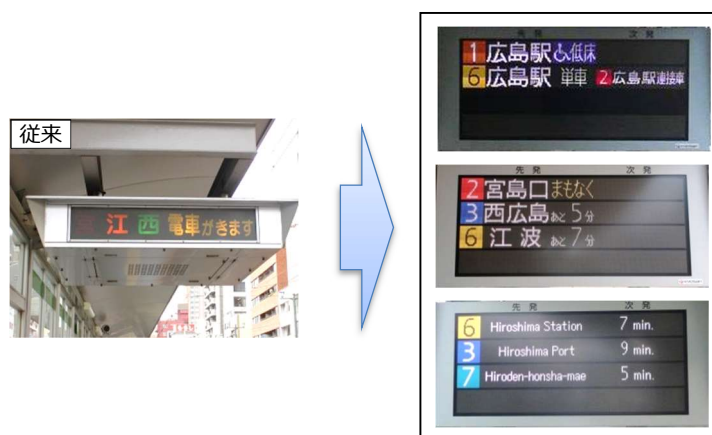 従来
江 西 電車がきます
先発 次発
1 広島駅 低床
6 広島駅 単車 2 広島駅 連接車
先発 次発
2 宮島口 まもなく
3 西広島 あと 5 分
6 江波 あと 7 分
先発 次発
6 Hiroshima Station 7 min.
3 Hiroshima Port 9 min.
7 Hiroden-honsha-mae 5 min.